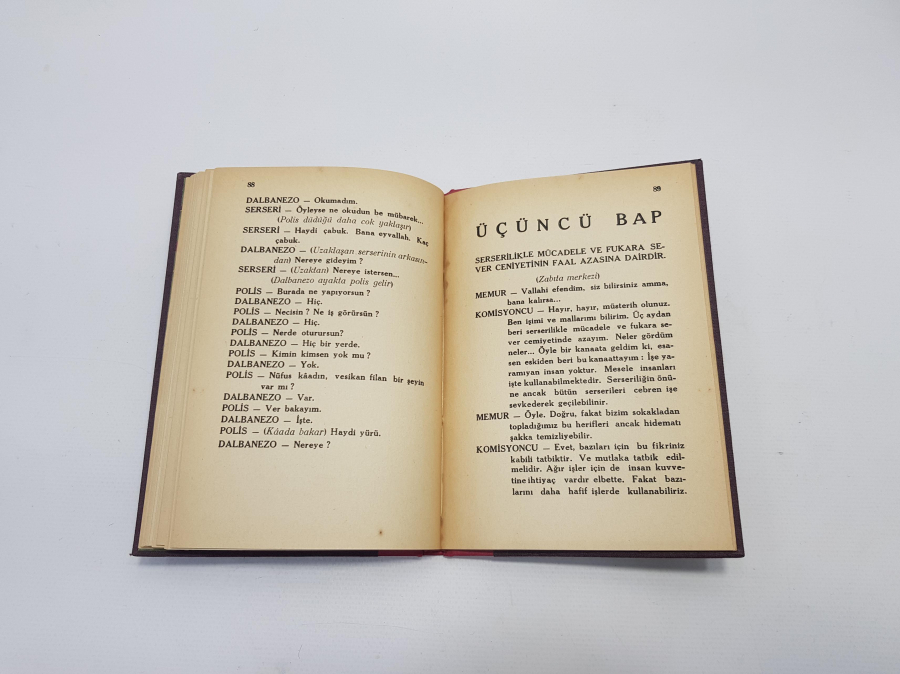 88
DALBANEZO — Okumadım.
SERSERİ — Öyleyse ne okudun be mübarek...
(Polis düdüğü daha cok yaklaşır)
SERSERİ — Haydi çabuk. Bana eyvallah. Kaç
çabuk.
DALBANEZO — (Uzaklaşan serserinin arkasın-
dan) Nereye gideyim ?
SERSERİ — (Uzaktan) Nereye istersen...
(Dalbanezo ayakla polis gelir)
POLİS — Burada ne yapıyorsun ?
DALBANEZO — Hiç.
POLİS — Necisin ? Ne iş görürsün ?
DALBANEZO — Hiç.
POLİS — Nerde oturursun?
DALBANEZO — Hiç bir yerde.
POLİS — Kimin kimsen yok mu ?
DALBANEZO — Yok.
POLİS — Nüfus kâadın, vesikan filan bir şeyin
var mı ?
DALBANEZO — Var.
POLİS — Ver bakayım.
DALBANEZO — İşte.
POLİS — (Kâada bakar) Haydi yürü.
DALBANEZO — Nereye ?
89
ÜÇÜNCÜ BAP
SERSERİLİKLE MÜCADELE VE FUKARA SE-
VER CENİYETİNİN FAAL AZASINA DAİRDİR.
(Zabıta merkezi)
MEMUR — Vallahi efendim, siz bilirsiniz amma,
bana kalırsa...
KOMİSYONCU — Hayır, hayır, müsterih olunuz.
Ben işimi ve mallarımı bilirim. Üç aydan
beri serserilikle mücadele ve fukara se-
ver cemiyetinde azayım. Neler gördüm
neler... Öyle bir kanaata geldim ki, esa-
sen eskiden beri bu kanaattayım : İşe ya-
ramıyan insan yoktur. Mesele insanları
işte kullanabilmektedir. Serseriliğin önü-
ne ancak bütün serserileri cebren işe
sevkederek geçilebinir.
MEMUR — Öyle. Doğru, fakat bizim sokakladan
topladığımız bu herifleri ancak hidematı
şakka temizliyebilir.
KOMİSYONCU — Evet, bazıları için bu fikriniz
kabili tatbiktir. Ve mutlaka tatbik edil-
melidir. Ağır işler için de insan kuvve-
tine ihtiyaç vardır elbette. Fakat bazı-
larını daha hafif işlerde kullanabiliriz.